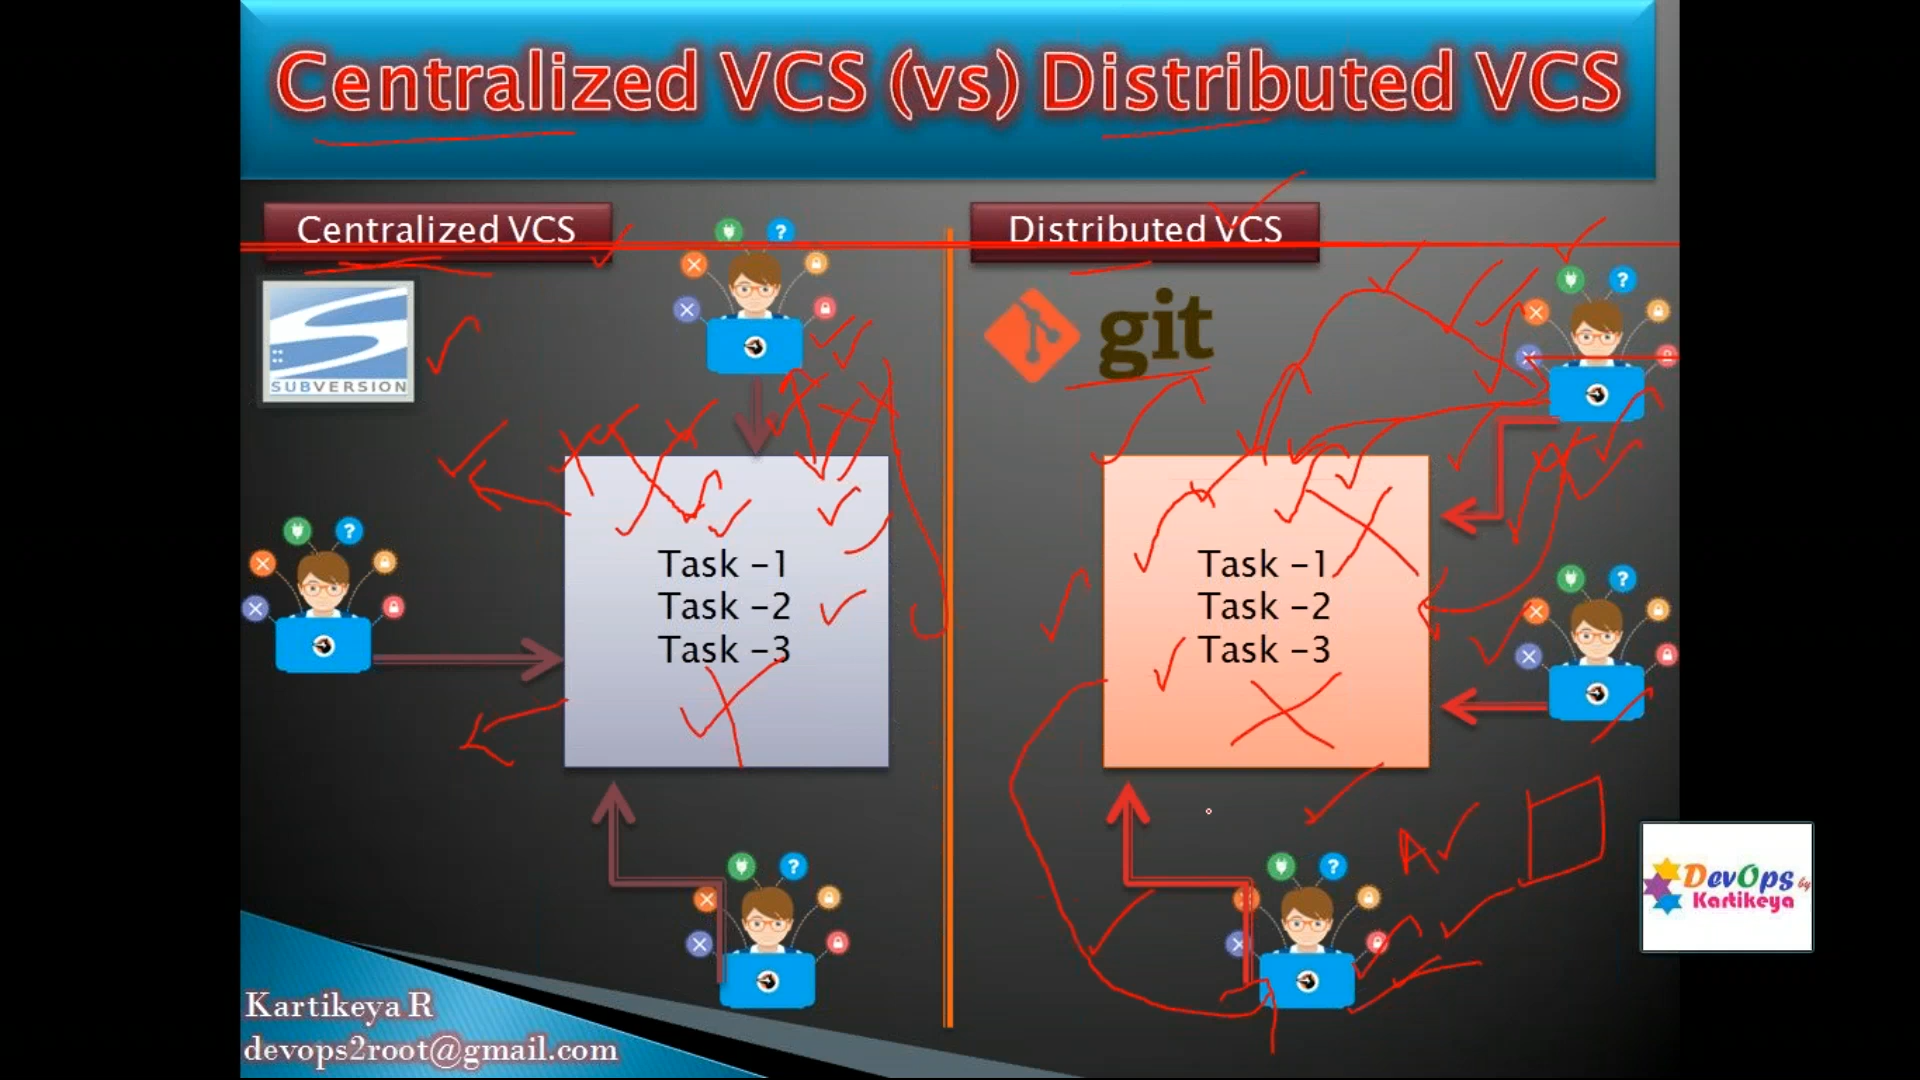 Centralized VCS (vs) Distributed VCS
Centralized VCS
SUBVERSION
Task -1
Task -2
Task -3
Distributed VCS
git
Task -1
Task -2
Task -3
A
DevOps by
Kartikeya
Kartikeya R
devops2root@gmail.com